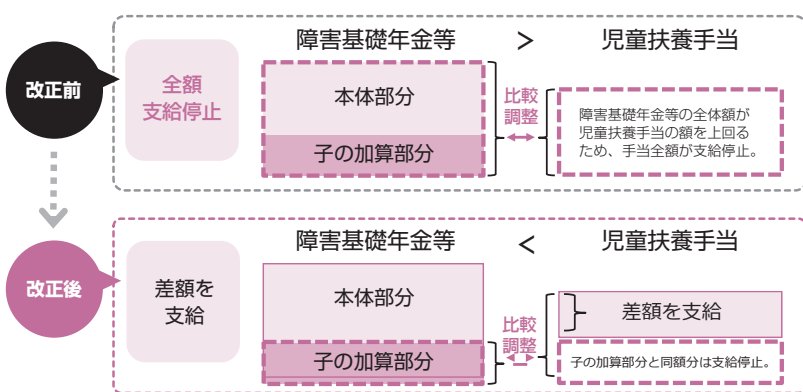 障害基礎年金等 > 児童扶養手当
改正前
全額
支給停止
本体部分
子の加算部分
比較
調整
障害基礎年金等の全体額が
児童扶養手当の額を上回る
ため、手当全額が支給停止。
障害基礎年金等 < 児童扶養手当
改正後
差額を
支給
本体部分
子の加算部分
比較
調整
差額を支給
子の加算部分と同額分は支給停止。